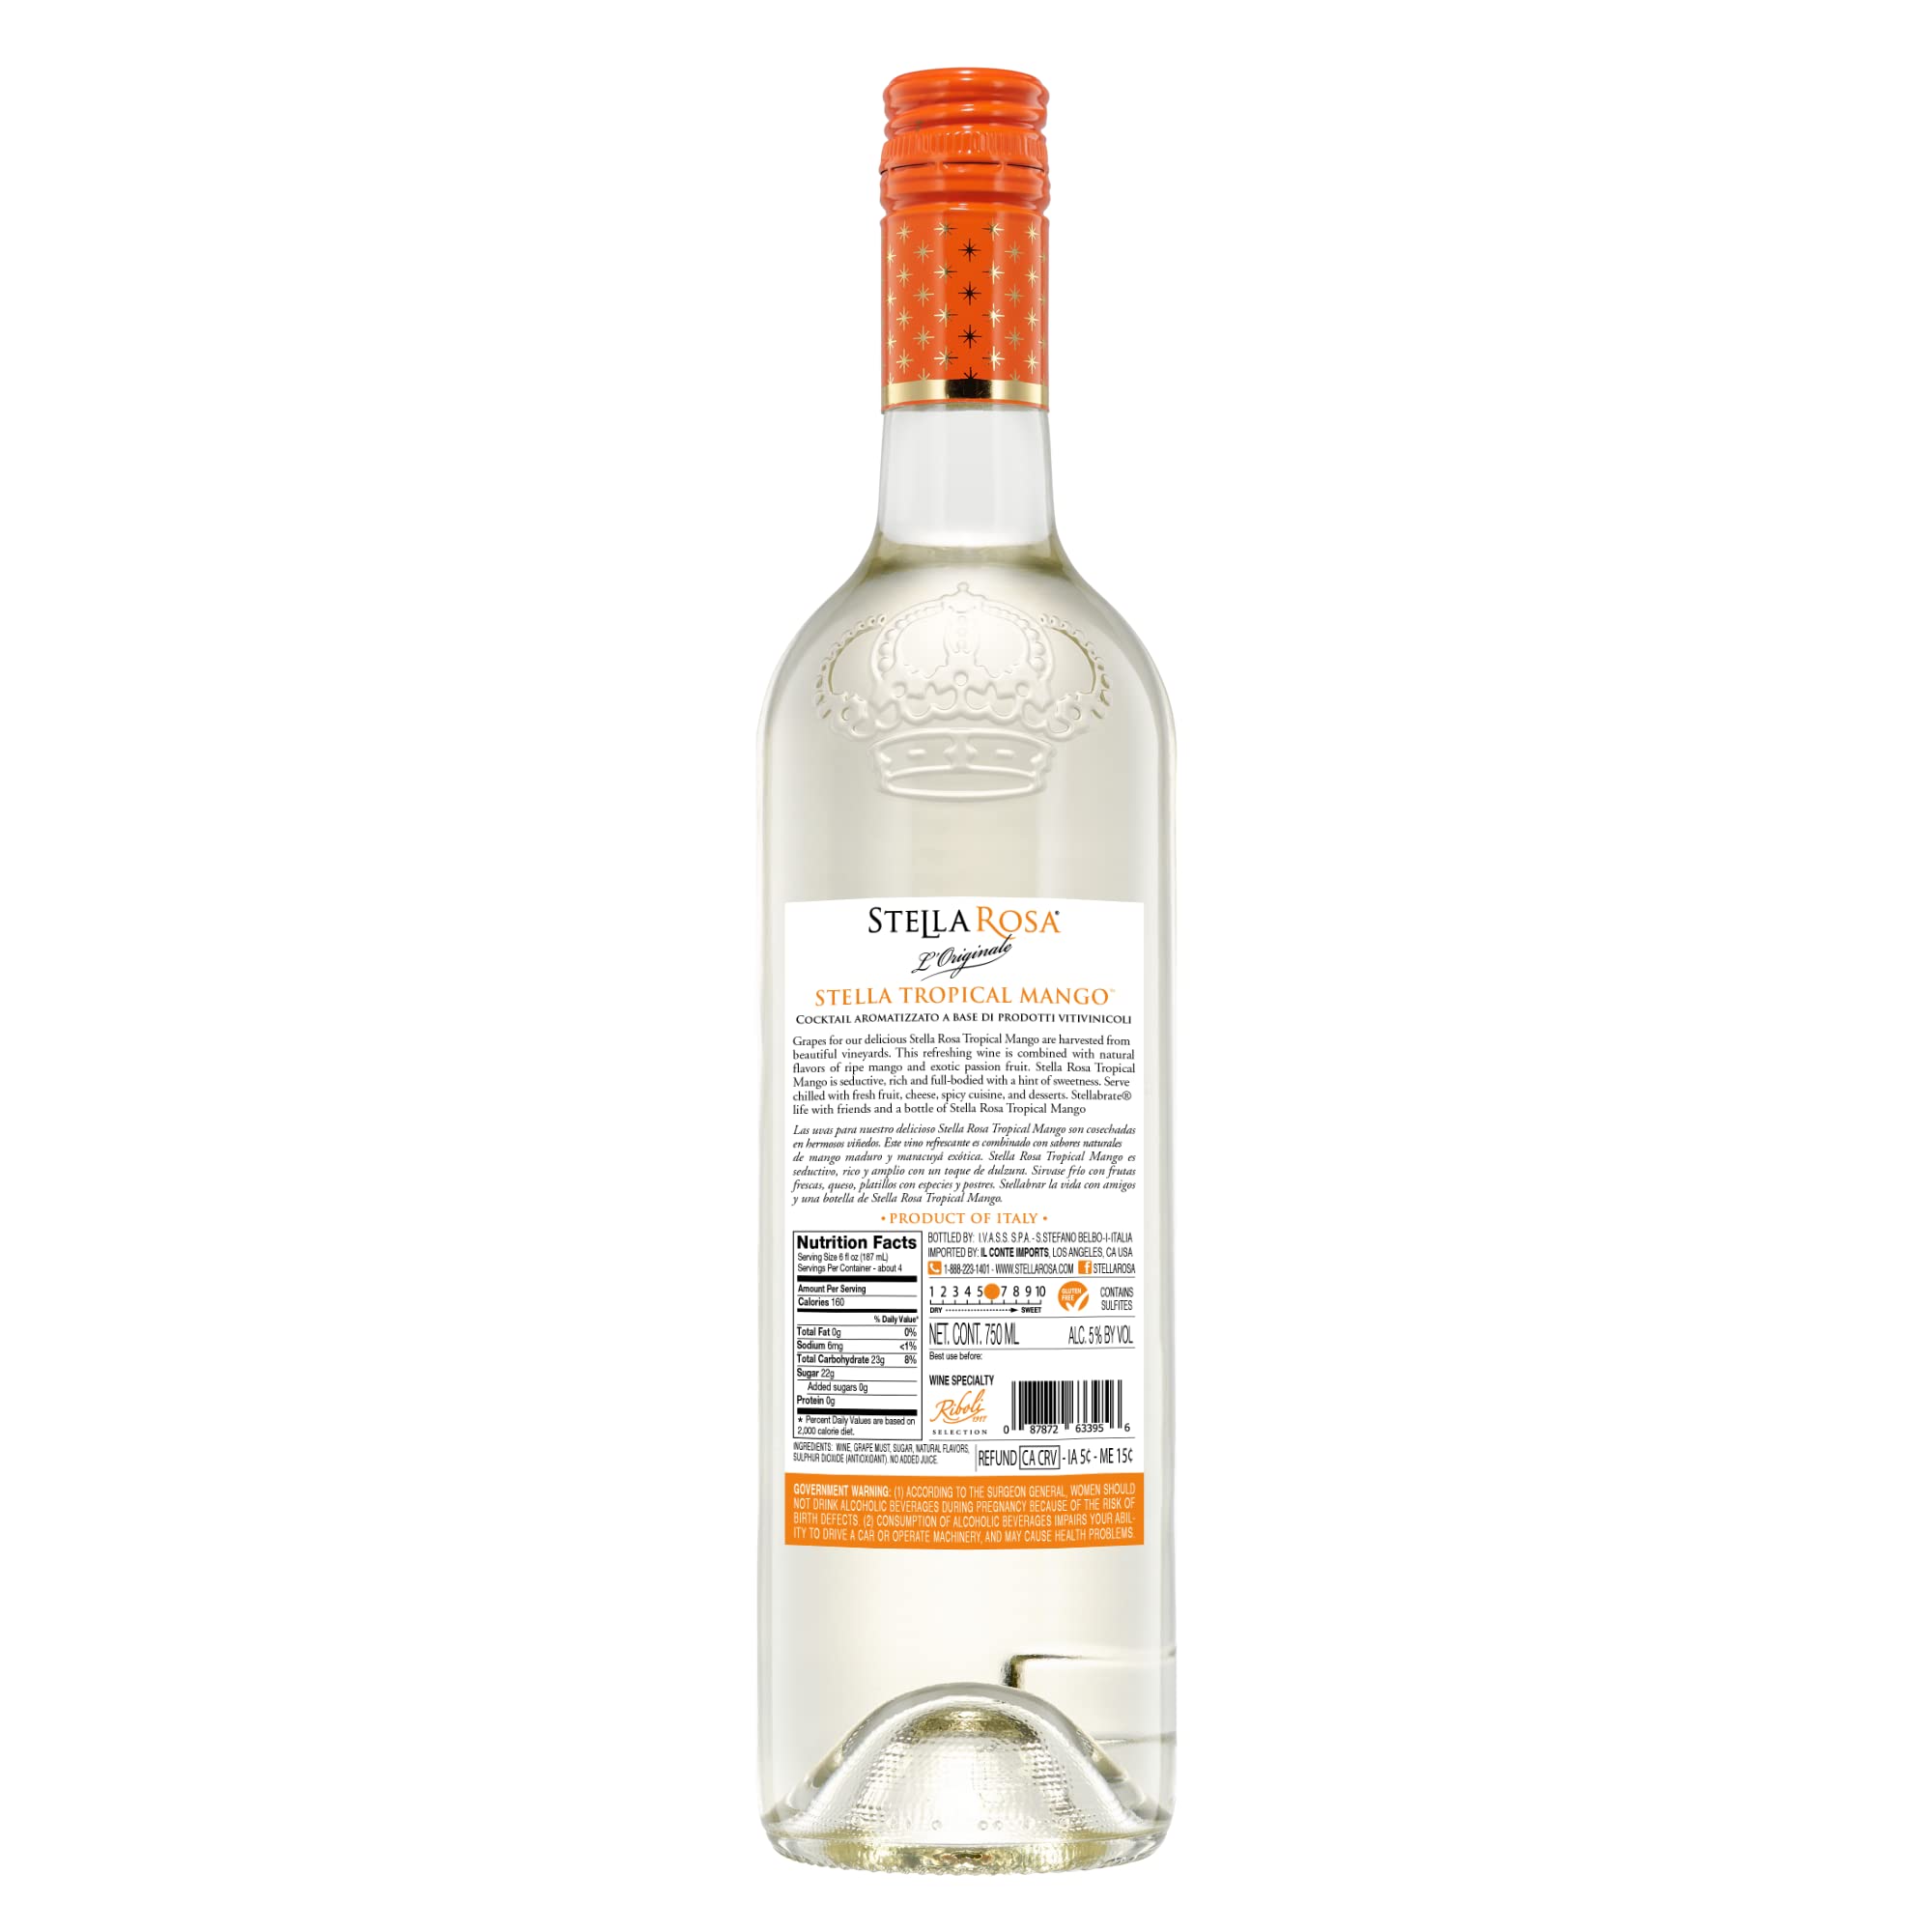 STELLA ROSA®
L'Originale
STELLA TROPICAL MANGO™
COCKTAIL AROMATIZZATO A BASE DI PRODOTTI VITIVINICOLI
Grapes for our delicious Stella Rosa Tropical Mango are harvested from
beautiful vineyards. This refreshing wine is combined with natural
flavors of ripe mango and exotic passion fruit. Stella Rosa Tropical
Mango is seductive, rich and full-bodied with a hint of sweetness. Serve
chilled with fresh fruit, cheese, spicy cuisine, and desserts. Stellabrate®
life with friends and a bottle of Stella Rosa Tropical Mango
Las uvas para nuestro delicioso Stella Rosa Tropical Mango son cosechadas
en hermosos viñedos. Este vino refrescante es combinado con sabores naturales
de mango maduro y maracuyá exótica. Stella Rosa Tropical Mango es
seductivo, rico y amplio con un toque de dulzura. Sirvase frío con frutas
frescas, queso, platillos con especies y postres. Stellabrar la vida con amigos
y una botella de Stella Rosa Tropical Mango.
• PRODUCT OF ITALY •
Nutrition Facts
Serving Size 6 fl oz (187 mL)
Servings Per Container - about 4
Amount Per Serving
Calories 160
% Daily Value*
Total Fat 0g 0%
Sodium 6mg <1%
Total Carbohydrate 23g 8%
Sugar 22g
Added sugars 0g
Protein 0g
* Percent Daily Values are based on
2,000 calorie diet.
BOTTLED BY: I.V.A.S.S. S.P.A - S.STEFANO BELBO-I-ITALIA
IMPORTED BY: IL CONTE IMPORTS, LOS ANGELES, CA USA
1-888-223-1401 - WWW.STELLAROSA.COM f STELLAROSA
1 2 3 4 5 7 8 9 10
DRY SWEET
GLUTEN FREE
CONTAINS
SULFITES
NET. CONT. 750 ML ALC. 5% BY VOL
Best use before:
WINE SPECIALTY
Riboli
1917
SELECTION
0 87872 63395 6
INGREDIENTS: WINE, GRAPE MUST, SUGAR, NATURAL FLAVORS,
SULPHUR DIOXIDE (ANTIOXIDANT). NO ADDED JUICE.
REFUND CA CRV - IA 5¢ - ME 15¢
GOVERNMENT WARNING: (1) ACCORDING TO THE SURGEON GENERAL, WOMEN SHOULD
NOT DRINK ALCOHOLIC BEVERAGES DURING PREGNANCY BECAUSE OF THE RISK OF
BIRTH DEFECTS. (2) CONSUMPTION OF ALCOHOLIC BEVERAGES IMPAIRS YOUR ABIL-
ITY TO DRIVE A CAR OR OPERATE MACHINERY, AND MAY CAUSE HEALTH PROBLEMS.